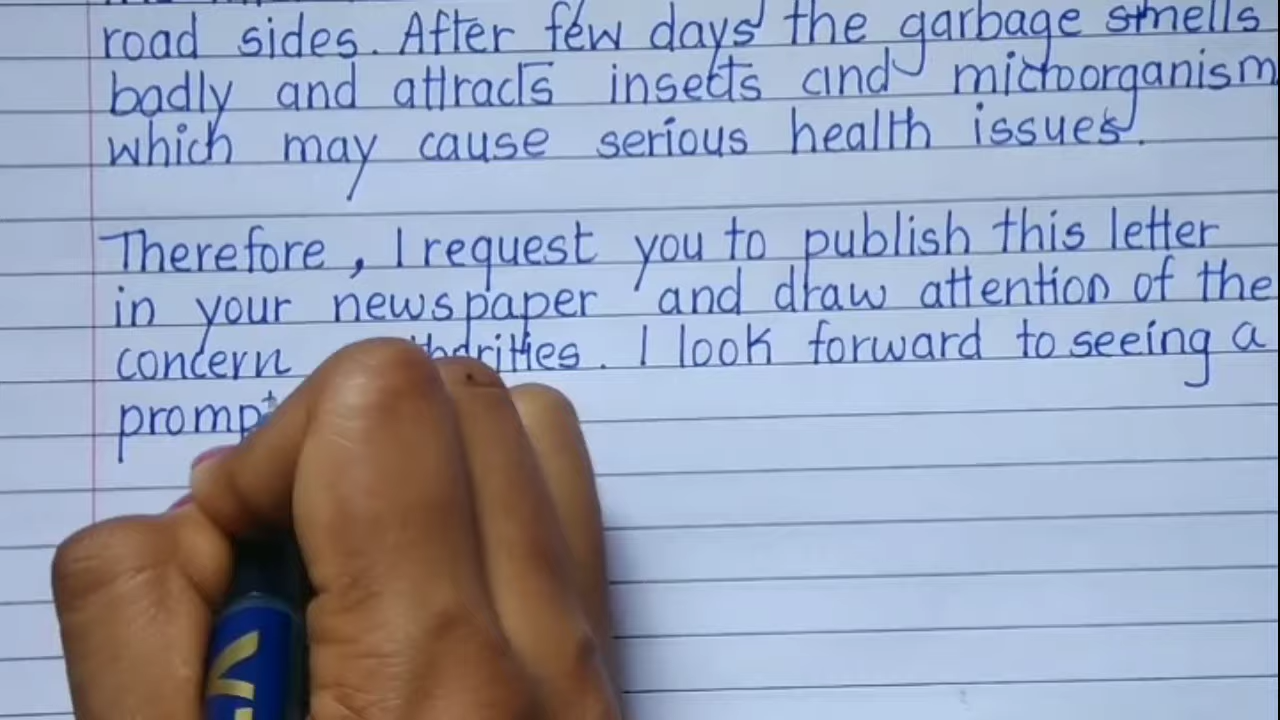 road sides. After few days the garbage smells
badly and attracts insects and microorganism
which may cause serious health issues.
Therefore, I request you to publish this letter
in your newspaper and draw attention of the
concern authorities. I look forward to seeing a
prompt